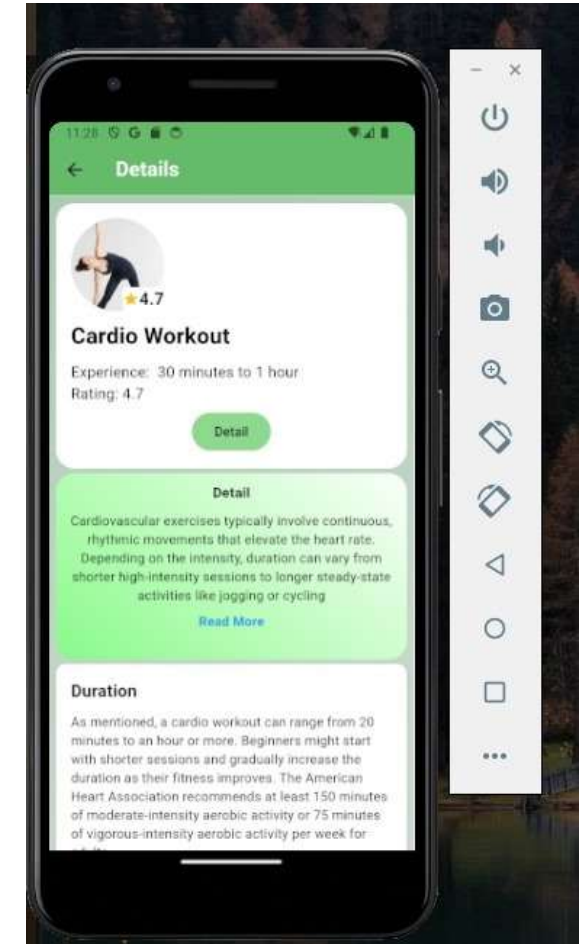 11:28 G
Details
4.7
Cardio Workout
Experience: 30 minutes to 1 hour
Rating: 4.7
Detail
Detail
Cardiovascular exercises typically involve continuous,
rhythmic movements that elevate the heart rate.
Depending on the intensity, duration can vary from
shorter high-intensity sessions to longer steady-state
activities like jogging or cycling
Read More
Duration
As mentioned, a cardio workout can range from 20
minutes to an hour or more. Beginners might start
with shorter sessions and gradually increase the
duration as their fitness improves. The American
Heart Association recommends at least 150 minutes
of moderate-intensity aerobic activity or 75 minutes
of vigorous-intensity aerobic activity per week for